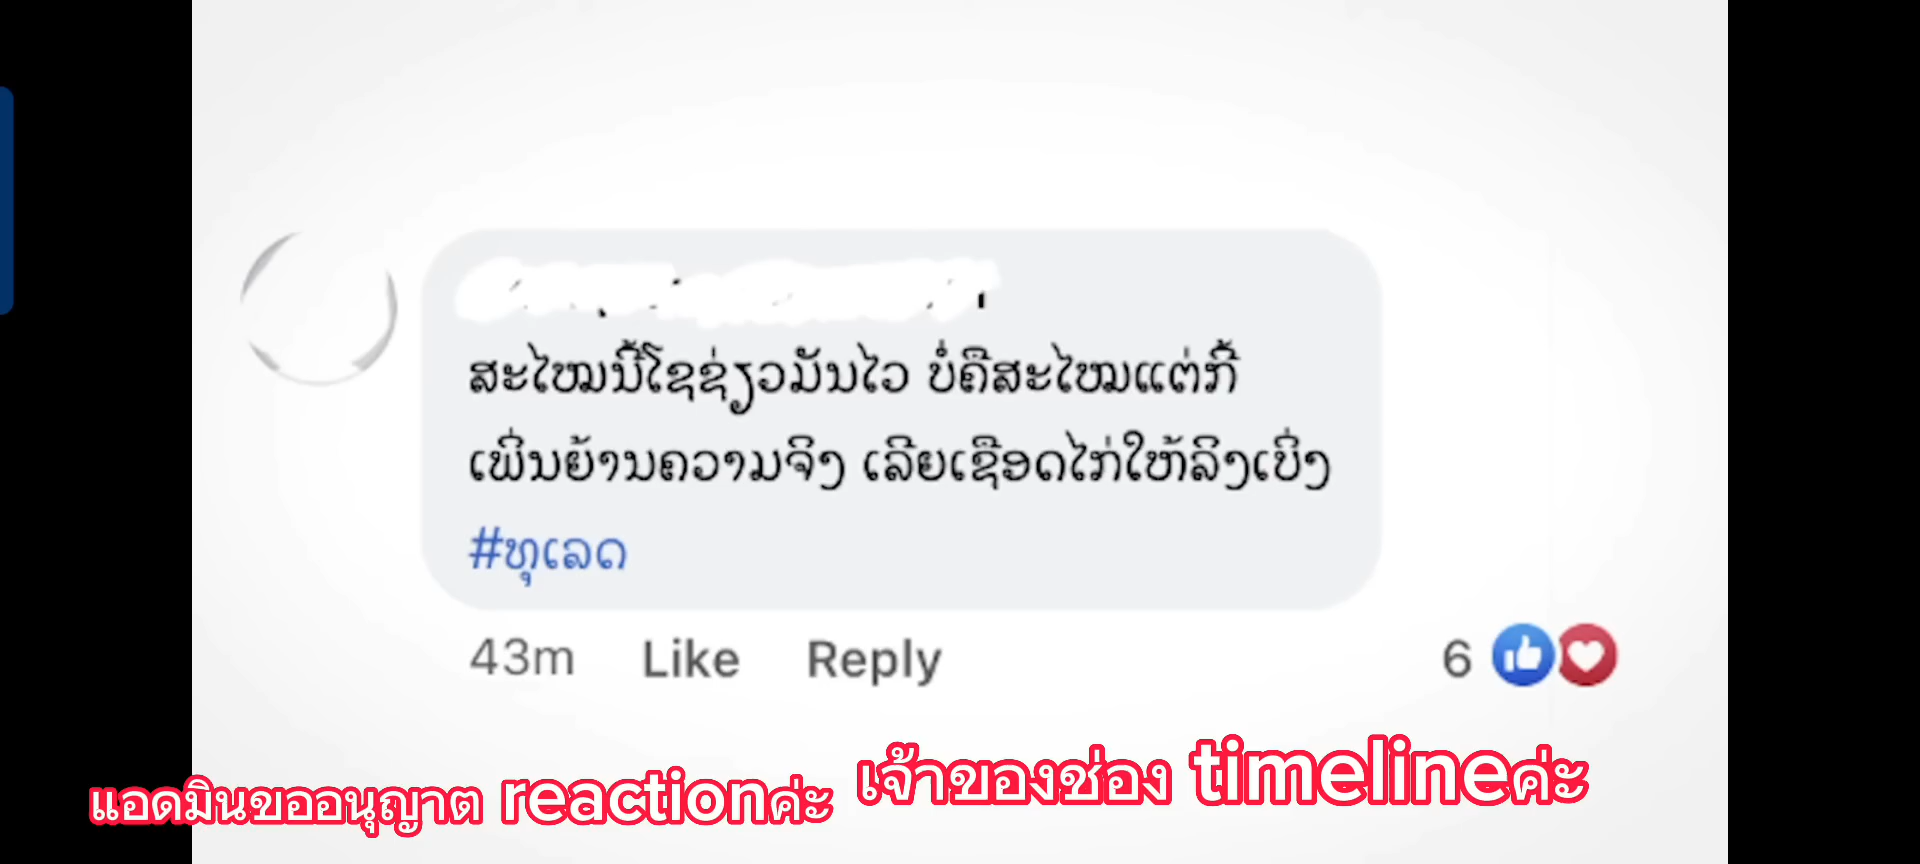 ສະໄໝນີ້ໂຊຊ່ຽວມັນໄວ ບໍ່ຄືສະໄໝແຕ່ກີ້
ເພິ່ນຍ້ານຄວາມຈິງ ເລີຍເຊືອດໄກ່ໃຫ້ລິງເບິ່ງ
#ທຸເລດ
43m Like Reply 6
แอดมินขออนุญาต reactionค่ะ เจ้าของช่อง timelineค่ะ